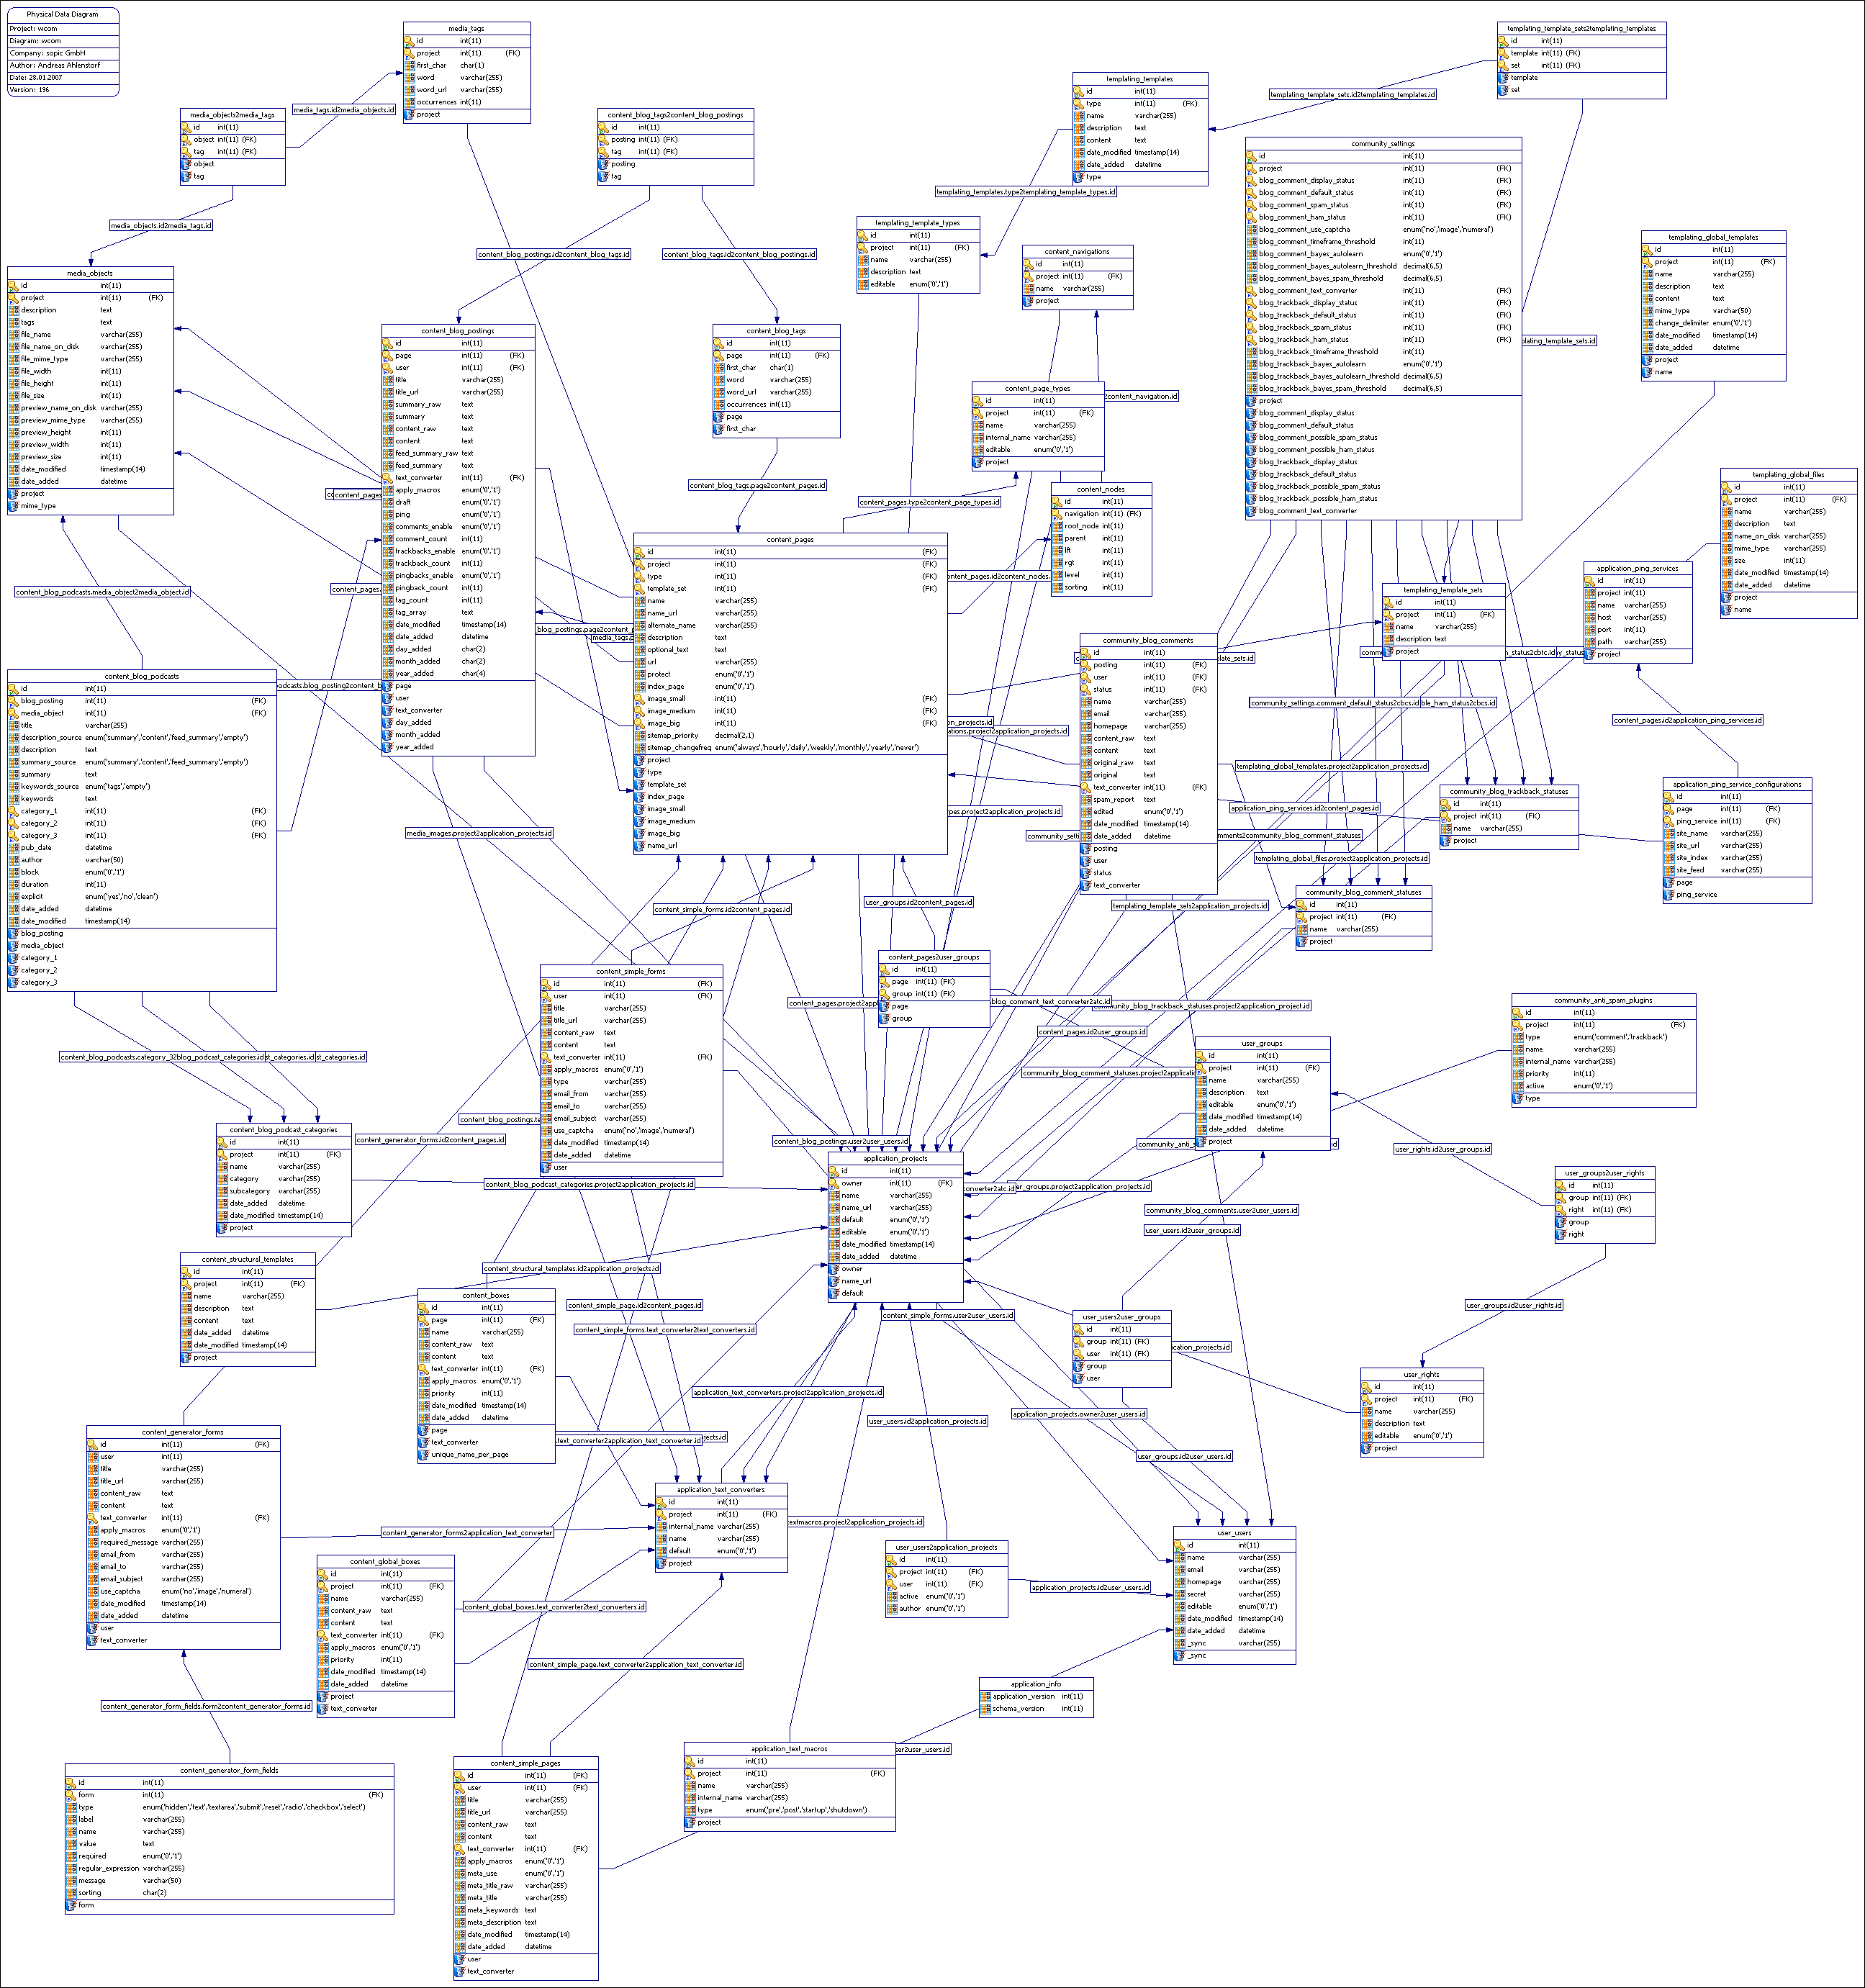 Physical Data Diagram
Project: wcom
Diagram: wcom
Company: sopic GmbH
Author: Andreas Ahlenstorf
Date: 28.01.2007
Version: 196
media_tags
id int(11)
project int(11) (FK)
first_char char(1)
word varchar(255)
word_url varchar(255)
occurrences int(11)
project
templating_template_sets2templating_templates
id int(11)
template int(11) (FK)
set int(11) (FK)
template
set
templating_templates
id int(11)
type int(11) (FK)
name varchar(255)
description text
content text
date_modified timestamp(14)
date_added datetime
type
templating_template_sets.id2templating_templates.id
media_tags.id2media_objects.id
media_objects2media_tags
id int(11)
object int(11) (FK)
tag int(11) (FK)
object
tag
content_blog_tags2content_blog_postings
id int(11)
posting int(11) (FK)
tag int(11) (FK)
posting
tag
community_settings
id int(11)
project int(11) (FK)
blog_comment_display_status int(11) (FK)
blog_comment_default_status int(11) (FK)
blog_comment_spam_status int(11) (FK)
blog_comment_ham_status int(11) (FK)
blog_comment_use_captcha enum('no','image','numeral')
blog_comment_timeframe_threshold int(11)
blog_comment_bayes_autolearn enum('0','1')
blog_comment_bayes_autolearn_threshold decimal(6,5)
blog_comment_bayes_spam_threshold decimal(6,5)
blog_comment_text_converter int(11) (FK)
blog_trackback_display_status int(11) (FK)
blog_trackback_default_status int(11) (FK)
blog_trackback_spam_status int(11) (FK)
blog_trackback_ham_status int(11) (FK)
blog_trackback_timeframe_threshold int(11)
blog_trackback_bayes_autolearn enum('0','1')
blog_trackback_bayes_autolearn_threshold decimal(6,5)
blog_trackback_bayes_spam_threshold decimal(6,5)
project
blog_comment_display_status
blog_comment_default_status
blog_comment_possible_spam_status
blog_comment_possible_ham_status
blog_trackback_display_status
blog_trackback_default_status
blog_trackback_possible_spam_status
blog_trackback_possible_ham_status
blog_comment_text_converter
templating_templates.type2templating_template_types.id
media_objects.id2media_tags.id
content_blog_postings.id2content_blog_tags.id
content_blog_tags.id2content_blog_postings.id
templating_template_types
id int(11)
project int(11) (FK)
name varchar(255)
description text
editable enum('0','1')
content_navigations
id int(11)
project int(11) (FK)
name varchar(255)
project
templating_global_templates
id int(11)
project int(11) (FK)
name varchar(255)
description text
content text
mime_type varchar(50)
change_delimiter enum('0','1')
date_modified timestamp(14)
date_added datetime
project
name
media_objects
id int(11)
project int(11) (FK)
description text
tags text
file_name varchar(255)
file_name_on_disk varchar(255)
file_mime_type varchar(255)
file_width int(11)
file_height int(11)
file_size int(11)
preview_name_on_disk varchar(255)
preview_mime_type varchar(255)
preview_height int(11)
preview_width int(11)
preview_size int(11)
date_modified timestamp(14)
date_added datetime
project
mime_type
content_blog_postings
id int(11)
page int(11) (FK)
user int(11) (FK)
title varchar(255)
title_url varchar(255)
summary_raw text
summary text
content_raw text
content text
feed_summary_raw text
feed_summary text
text_converter int(11) (FK)
apply_macros enum('0','1')
draft enum('0','1')
ping enum('0','1')
comments_enable enum('0','1')
comment_count int(11)
trackbacks_enable enum('0','1')
trackback_count int(11)
pingbacks_enable enum('0','1')
pingback_count int(11)
tag_count int(11)
tag_array text
date_modified timestamp(14)
date_added datetime
day_added char(2)
month_added char(2)
year_added char(4)
page
user
text_converter
day_added
month_added
year_added
content_blog_tags
id int(11)
page int(11) (FK)
first_char char(1)
word varchar(255)
word_url varchar(255)
occurrences int(11)
page
first_char
lating_template_sets.id
content_page_types
id int(11)
project int(11) (FK)
name varchar(255)
internal_name varchar(255)
editable enum('0','1')
project
2content_navigation.id
content_blog_tags.page2content_pages.id
content_pages.type2content_page_types.id
content_nodes
id int(11)
navigation int(11) (FK)
root_node int(11)
parent int(11)
lft int(11)
rgt int(11)
level int(11)
sorting int(11)
templating_global_files
id int(11)
project int(11) (FK)
name varchar(255)
description text
name_on_disk varchar(255)
mime_type varchar(255)
size int(11)
date_modified timestamp(14)
date_added datetime
project
name
content_pages
id int(11) (FK)
project int(11) (FK)
type int(11) (FK)
template_set int(11) (FK)
name varchar(255)
name_url varchar(255)
alternate_name varchar(255)
description text
optional_text text
url varchar(255)
protect enum('0','1')
index_page enum('0','1')
image_small int(11) (FK)
image_medium int(11) (FK)
image_big int(11) (FK)
sitemap_priority decimal(2,1)
sitemap_changefreq enum('always','hourly','daily','weekly','monthly','yearly','never')
project
type
template_set
index_page
image_small
image_medium
image_big
name_url
content_pages.id2content_nodes.
application_ping_services
id int(11)
project int(11)
name varchar(255)
host varchar(255)
port int(11)
path varchar(255)
project
templating_template_sets
id int(11)
project int(11) (FK)
name varchar(255)
description text
project
content_blog_podcasts.media_object2media_object.id
content_pages.
blog_postings.page2content_p
media_tags.p
community_blog_comments
id int(11)
posting int(11) (FK)
user int(11) (FK)
status int(11) (FK)
name varchar(255)
email varchar(255)
homepage varchar(255)
content_raw text
content text
original_raw text
original text
text_converter int(11) (FK)
spam_report text
edited enum('0','1')
date_modified timestamp(14)
date_added datetime
posting
user
status
text_converter
plate_sets.id
n_status2cbtc.id
content_blog_podcasts
id int(11)
blog_posting int(11) (FK)
media_object int(11) (FK)
title varchar(255)
description_source enum('summary','content','feed_summary','empty')
description text
summary_source enum('summary','content','feed_summary','empty')
summary text
keywords_source enum('tags','empty')
keywords text
category_1 int(11) (FK)
category_2 int(11) (FK)
category_3 int(11) (FK)
pub_date datetime
author varchar(50)
block enum('0','1')
duration int(11)
explicit enum('yes','no','clean')
date_added datetime
date_modified timestamp(14)
blog_posting
media_object
category_1
category_2
category_3
podcasts.blog_posting2content_b
community_settings.comment_default_status2cbcs.id
ble_ham_status2cbcs.id
content_pages.id2application_ping_services.id
n_projects.id
ations.project2application_projects.id
templating_global_templates.project2application_projects.id
application_ping_service_configurations
id int(11)
page int(11) (FK)
ping_service int(11) (FK)
site_name varchar(255)
site_url varchar(255)
site_index varchar(255)
site_feed varchar(255)
page
ping_service
community_blog_trackback_statuses
id int(11)
project int(11) (FK)
name varchar(255)
project
application_ping_services.id2content_pages.id
ypes.project2application_projects.id
media_images.project2application_projects.id
community_setti
mments2community_blog_comment_statuses
templating_global_files.project2application_projects.id
community_blog_comment_statuses
id int(11)
project int(11) (FK)
name varchar(255)
project
content_simple_forms.id2content_pages.id
user_groups.id2content_pages.id
templating_template_sets2application_projects.id
content_pages2user_groups
id int(11)
page int(11) (FK)
group int(11) (FK)
page
group
content_simple_forms
id int(11) (FK)
user int(11) (FK)
title varchar(255)
title_url varchar(255)
content_raw text
content text
text_converter int(11) (FK)
apply_macros enum('0','1')
type varchar(255)
email_from varchar(255)
email_to varchar(255)
email_subject varchar(255)
use_captcha enum('no','image','numeral')
date_modified timestamp(14)
date_added datetime
user
content_pages.project2appl
.blog_comment_text_converter2atc.id
community_blog_trackback_statuses.project2application_project.id
content_pages.id2user_groups.id
community_anti_spam_plugins
id int(11)
project int(11) (FK)
type enum('comment','trackback')
name varchar(255)
internal_name varchar(255)
priority int(11)
active enum('0','1')
type
user_groups
id int(11)
project int(11) (FK)
name varchar(255)
description text
editable enum('0','1')
date_modified timestamp(14)
date_added datetime
project
content_blog_podcasts.category_32blog_podcast_categories.id
st_categories.id
st_categories.id
community_blog_comment_statuses.project2applicatio
content_blog_podcast_categories
id int(11)
project int(11) (FK)
name varchar(255)
category varchar(255)
subcategory varchar(255)
date_added datetime
date_modified timestamp(14)
project
content_blog_postings.te
content_generator_forms.id2content_pages.id
content_blog_postings.user2user_users.id
community_anti_s
user_rights.id2user_groups.id
application_projects
id int(11)
owner int(11) (FK)
name varchar(255)
name_url varchar(255)
default enum('0','1')
editable enum('0','1')
date_modified timestamp(14)
date_added datetime
owner
name_url
default
user_groups2user_rights
id int(11)
group int(11) (FK)
right int(11) (FK)
group
right
content_blog_podcast_categories.project2application_projects.id
converter2atc.id
er_groups.project2application_projects.id
community_blog_comments.user2user_users.id
user_users.id2user_groups.id
content_structural_templates
id int(11)
project int(11) (FK)
name varchar(255)
description text
content text
date_added datetime
date_modified timestamp(14)
project
content_structural_templates.id2application_projects.id
content_boxes
id int(11)
page int(11) (FK)
name varchar(255)
content_raw text
content text
text_converter int(11) (FK)
apply_macros enum('0','1')
priority int(11)
date_modified timestamp(14)
date_added datetime
page
text_converter
unique_name_per_page
content_simple_page.id2content_pages.id
content_simple_forms.text_converter2text_converters.id
content_simple_forms.user2user_users.id
user_groups.id2user_rights.id
user_users2user_groups
id int(11)
group int(11) (FK)
user int(11) (FK)
group
user
ication_projects.id
user_rights
id int(11)
project int(11) (FK)
name varchar(255)
description text
editable enum('0','1')
project
application_text_converters.project2application_projects.id
user_users.id2application_projects.id
application_projects.owner2user_users.id
content_generator_forms
id int(11) (FK)
user int(11)
title varchar(255)
title_url varchar(255)
content_raw text
content text
text_converter int(11) (FK)
apply_macros enum('0','1')
required_message varchar(255)
email_from varchar(255)
email_to varchar(255)
email_subject varchar(255)
use_captcha enum('no','image','numeral')
date_modified timestamp(14)
date_added datetime
user
text_converter
.text_converter2application_text_converter.id
ojects.id
user_groups.id2user_users.id
application_text_converters
id int(11)
project int(11) (FK)
internal_name varchar(255)
name varchar(255)
default enum('0','1')
project
textmacros.project2application_projects.id
content_generator_forms2application_text_converter
user_users
id int(11)
name varchar(255)
email varchar(255)
homepage varchar(255)
secret varchar(255)
editable enum('0','1')
date_modified timestamp(14)
date_added datetime
_sync varchar(255)
_sync
user_users2application_projects
id int(11)
project int(11) (FK)
user int(11) (FK)
active enum('0','1')
author enum('0','1')
application_projects.id2user_users.id
content_global_boxes
id int(11)
project int(11) (FK)
name varchar(255)
content_raw text
content text
text_converter int(11) (FK)
apply_macros enum('0','1')
priority int(11)
date_modified timestamp(14)
date_added datetime
project
text_converter
content_global_boxes.text_converter2text_converters.id
content_simple_page.text_converter2application_text_converter.id
application_info
application_version int(11)
schema_version int(11)
content_generator_form_fields.form2content_generator_forms.id
ser2user_users.id
application_text_macros
id int(11)
project int(11) (FK)
name varchar(255)
internal_name varchar(255)
type enum('pre','post','startup','shutdown')
project
content_simple_pages
id int(11) (FK)
user int(11) (FK)
title varchar(255)
title_url varchar(255)
content_raw text
content text
text_converter int(11) (FK)
apply_macros enum('0','1')
meta_use enum('0','1')
meta_title_raw varchar(255)
meta_title varchar(255)
meta_keywords text
meta_description text
date_modified timestamp(14)
date_added datetime
user
text_converter
content_generator_form_fields
id int(11)
form int(11) (FK)
type enum('hidden','text','textarea','submit','reset','radio','checkbox','select')
label varchar(255)
name varchar(255)
value text
required enum('0','1')
regular_expression varchar(255)
message varchar(50)
sorting char(2)
form